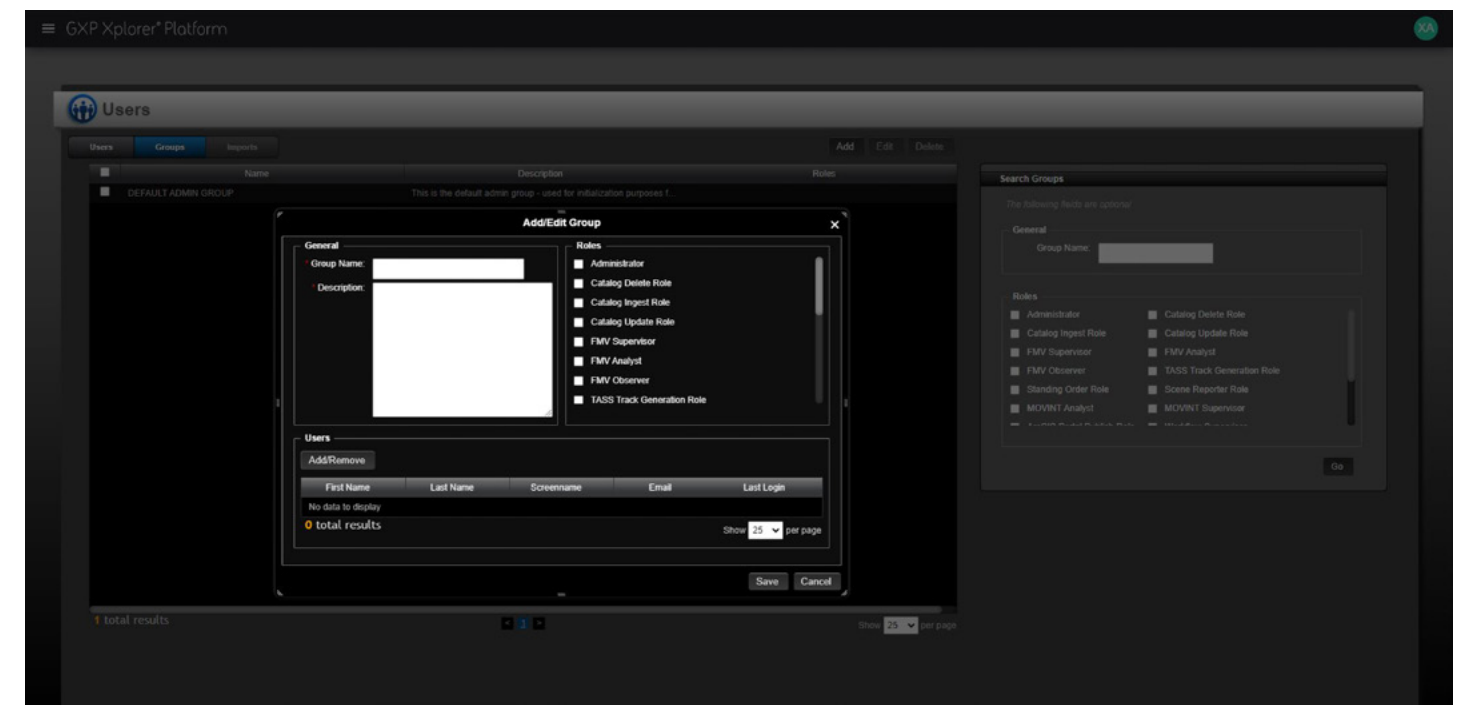 GXP Xplorer® Platform
XA
Users
Users Groups Imports
Add Edit Delete
Name Description Roles
DEFAULT ADMIN GROUP This is the default admin group - used for initialization purposes f...
Add/Edit Group
General
* Group Name:
* Description:
Roles
Administrator
Catalog Delete Role
Catalog Ingest Role
Catalog Update Role
FMV Supervisor
FMV Analyst
FMV Observer
TASS Track Generation Role
Users
Add/Remove
First Name Last Name Screenname Email Last Login
No data to display
0 total results
Show 25 per page
Save Cancel
1 total results
< 1 >
Show 25 per page
Search Groups
The following fields are optional
General
Group Name:
Roles
Administrator Catalog Delete Role
Catalog Ingest Role Catalog Update Role
FMV Supervisor FMV Analyst
FMV Observer TASS Track Generation Role
Standing Order Role Scene Reporter Role
MOVINT Analyst MOVINT Supervisor
Go